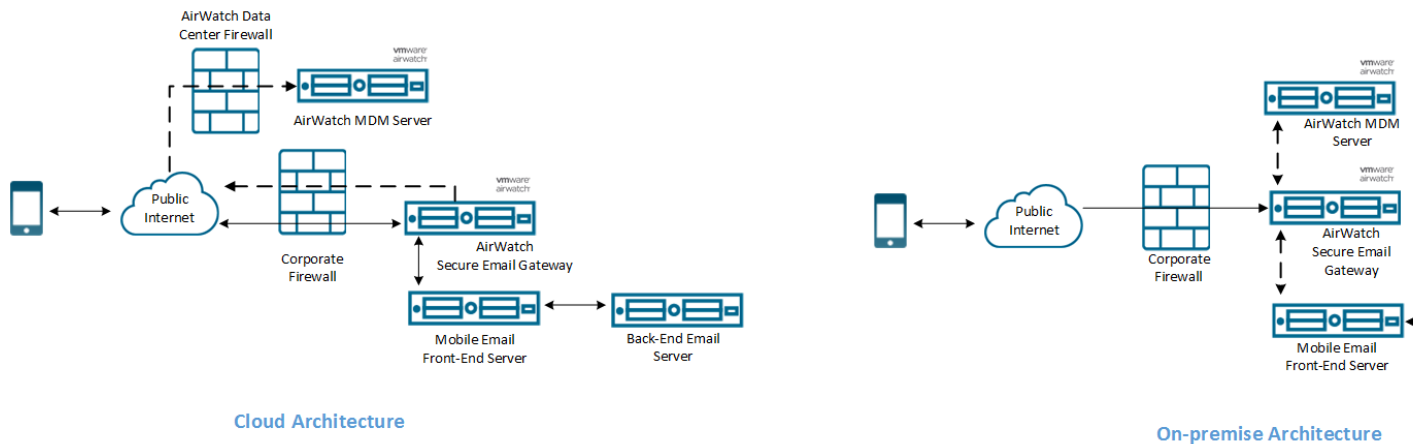 AirWatch Data
Center Firewall
vmware
airwatch
AirWatch MDM Server
Public
Internet
vmware
airwatch
AirWatch
Secure Email Gateway
Corporate
Firewall
Mobile Email
Front-End Server
Back-End Email
Server
Cloud Architecture
vmware
airwatch
AirWatch MDM
Server
Public
Internet
vmware
airwatch
AirWatch
Secure Email
Gateway
Corporate
Firewall
Mobile Email
Front-End Server
On-premise Architecture